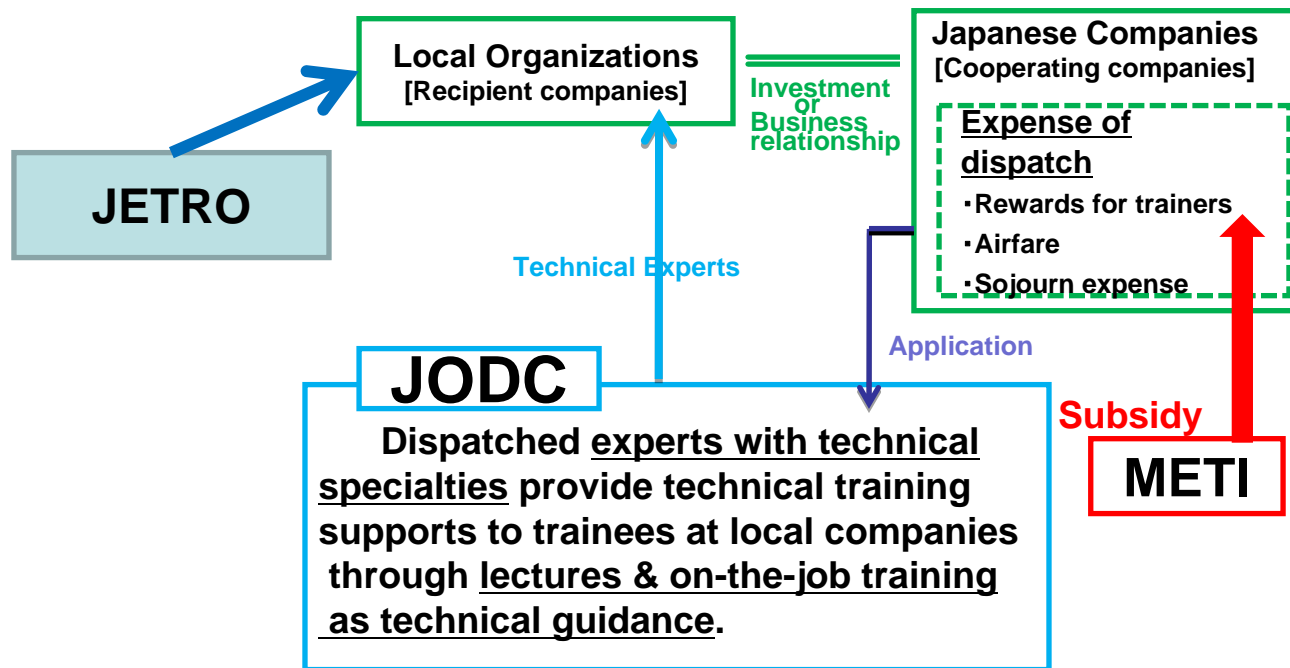 Local Organizations
[Recipient companies]
Japanese Companies
[Cooperating companies]
Investment
or
Business
relationship
Expense of
dispatch
・Rewards for trainers
・Airfare
・Sojourn expense
JETRO
Technical Experts
Application
JODC
Dispatched experts with technical
specialties provide technical training
supports to trainees at local companies
through lectures & on-the-job training
as technical guidance.
Subsidy
METI